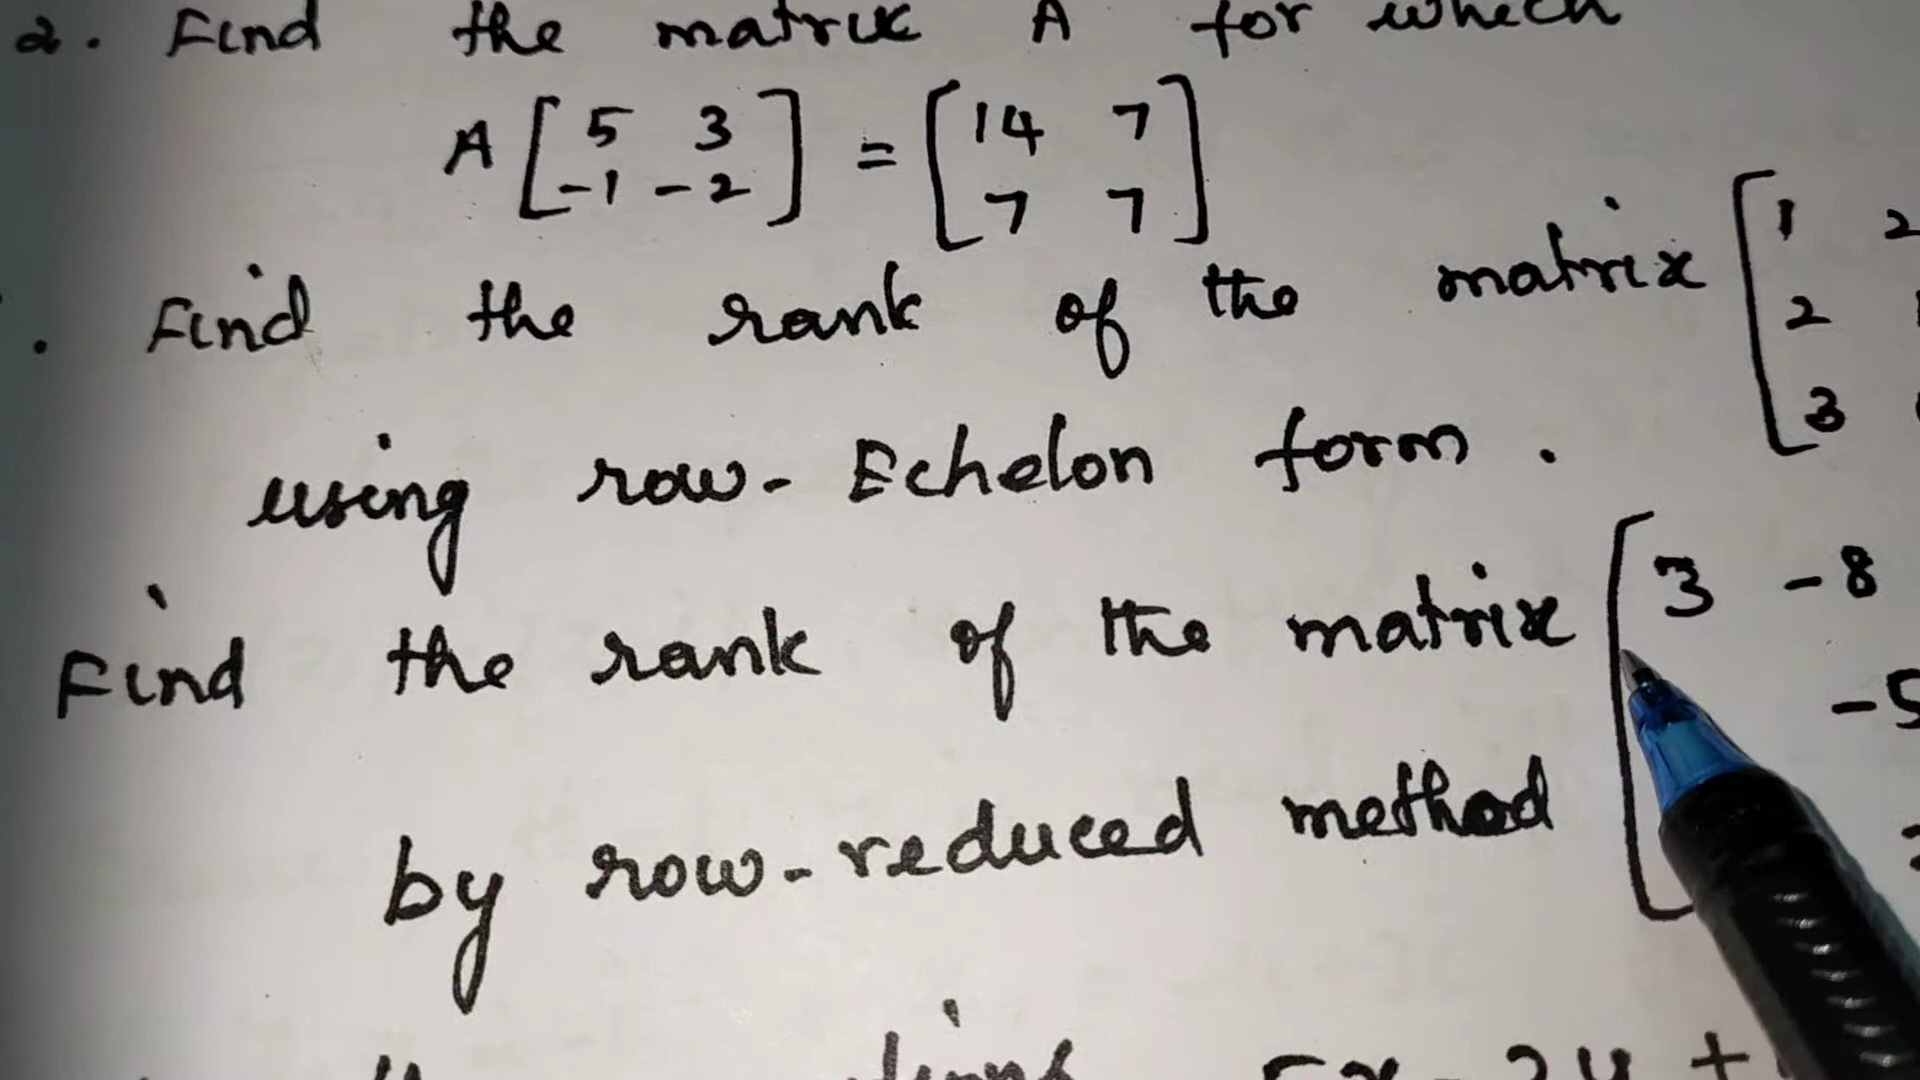 2. Find the matrix A for which
A [ 5 3 ] = [ 14 7 ]
[ -1 -2 ] [ 7 7 ]
. Find the rank of the matrix [ 1 2
2
3
using row-Echelon form.
Find the rank of the matrix [ 3 -8
by row-reduced method
5x - 2y +